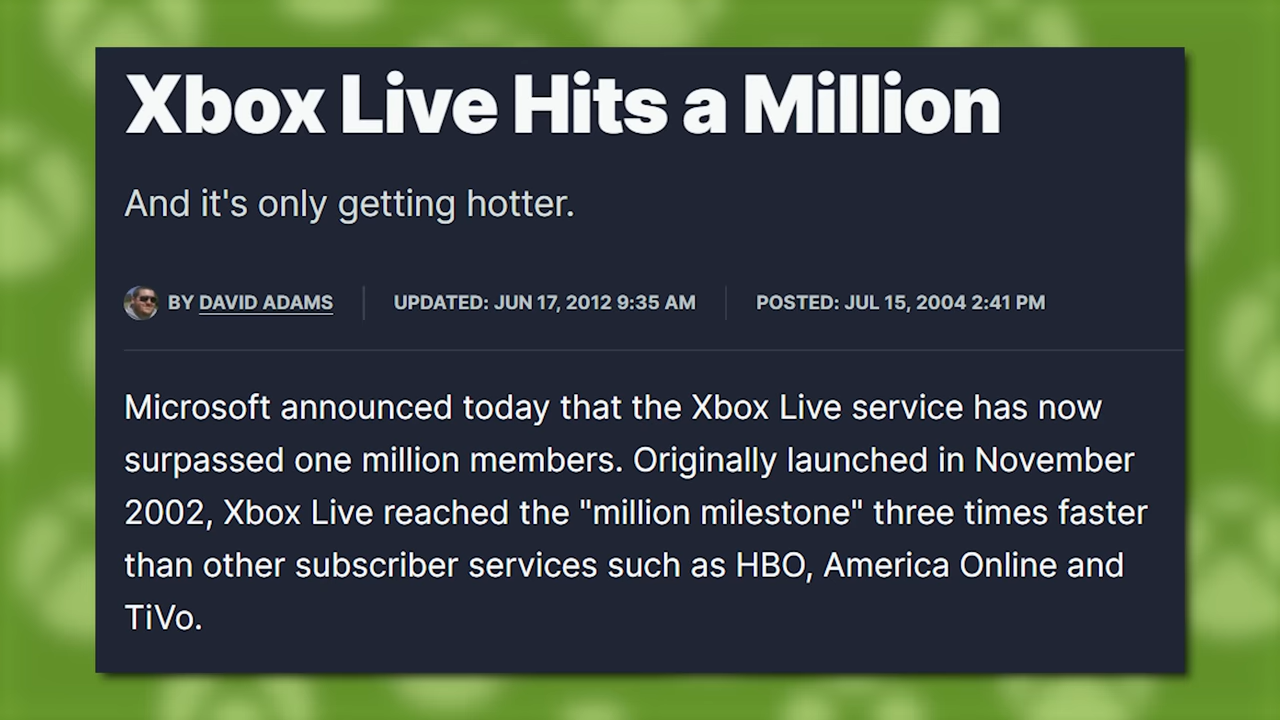 Xbox Live Hits a Million
And it's only getting hotter.
BY DAVID ADAMS UPDATED: JUN 17, 2012 9:35 AM POSTED: JUL 15, 2004 2:41 PM
Microsoft announced today that the Xbox Live service has now
surpassed one million members. Originally launched in November
2002, Xbox Live reached the "million milestone" three times faster
than other subscriber services such as HBO, America Online and
TiVo.